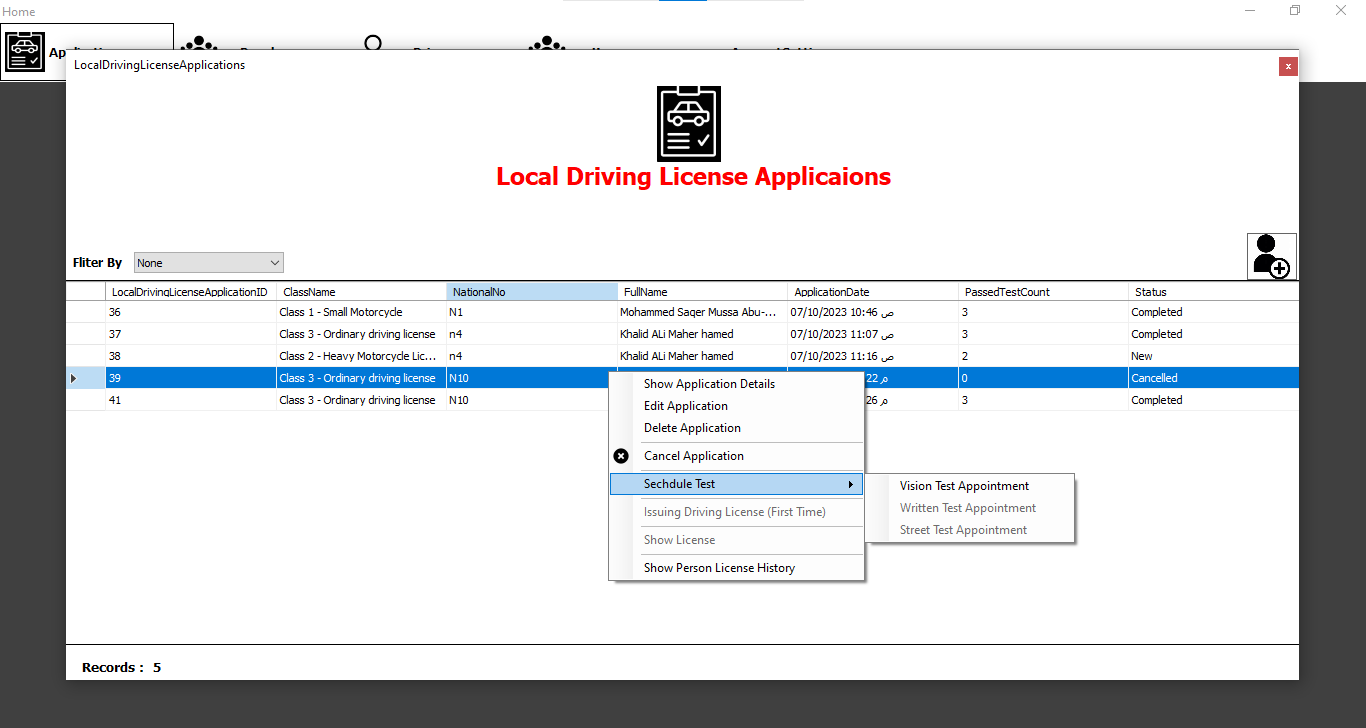 Home
LocalDrivingLicenseApplications
x
Local Driving License Applicaions
Fliter By None
LocalDrivingLicenseApplicationID ClassName NationalNo FullName ApplicationDate PassedTestCount Status
36 Class 1 - Small Motorcycle N1 Mohammed Saqer Mussa Abu-... 07/10/2023 10:46 ص 3 Completed
37 Class 3 - Ordinary driving license n4 Khalid ALi Maher hamed 07/10/2023 11:07 ص 3 Completed
38 Class 2 - Heavy Motorcycle Lic... n4 Khalid ALi Maher hamed 07/10/2023 11:16 ص 2 New
39 Class 3 - Ordinary driving license N10 22 م 0 Cancelled
41 Class 3 - Ordinary driving license N10 26 م 3 Completed
Show Application Details
Edit Application
Delete Application
Cancel Application
Sechdule Test
Issuing Driving License (First Time)
Show License
Show Person License History
Vision Test Appointment
Written Test Appointment
Street Test Appointment
Records : 5